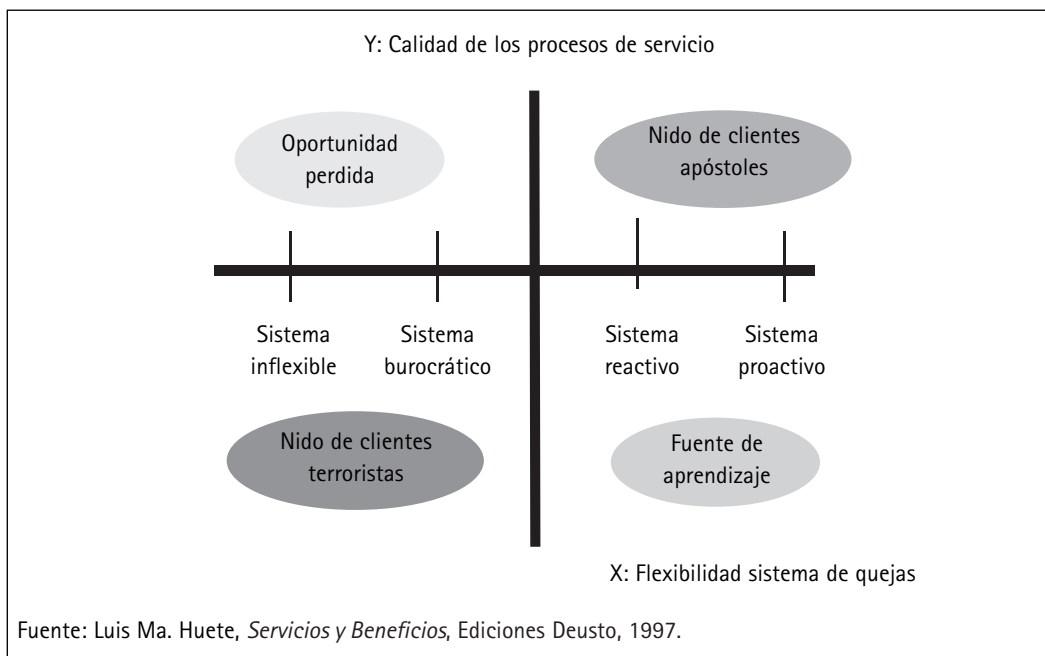 Y: Calidad de los procesos de servicio
Oportunidad
perdida
Nido de clientes
apóstoles
Sistema
inflexible
Sistema
burocrático
Sistema
reactivo
Sistema
proactivo
Nido de clientes
terroristas
Fuente de
aprendizaje
X: Flexibilidad sistema de quejas
Fuente: Luis Ma. Huete, Servicios y Beneficios, Ediciones Deusto, 1997.